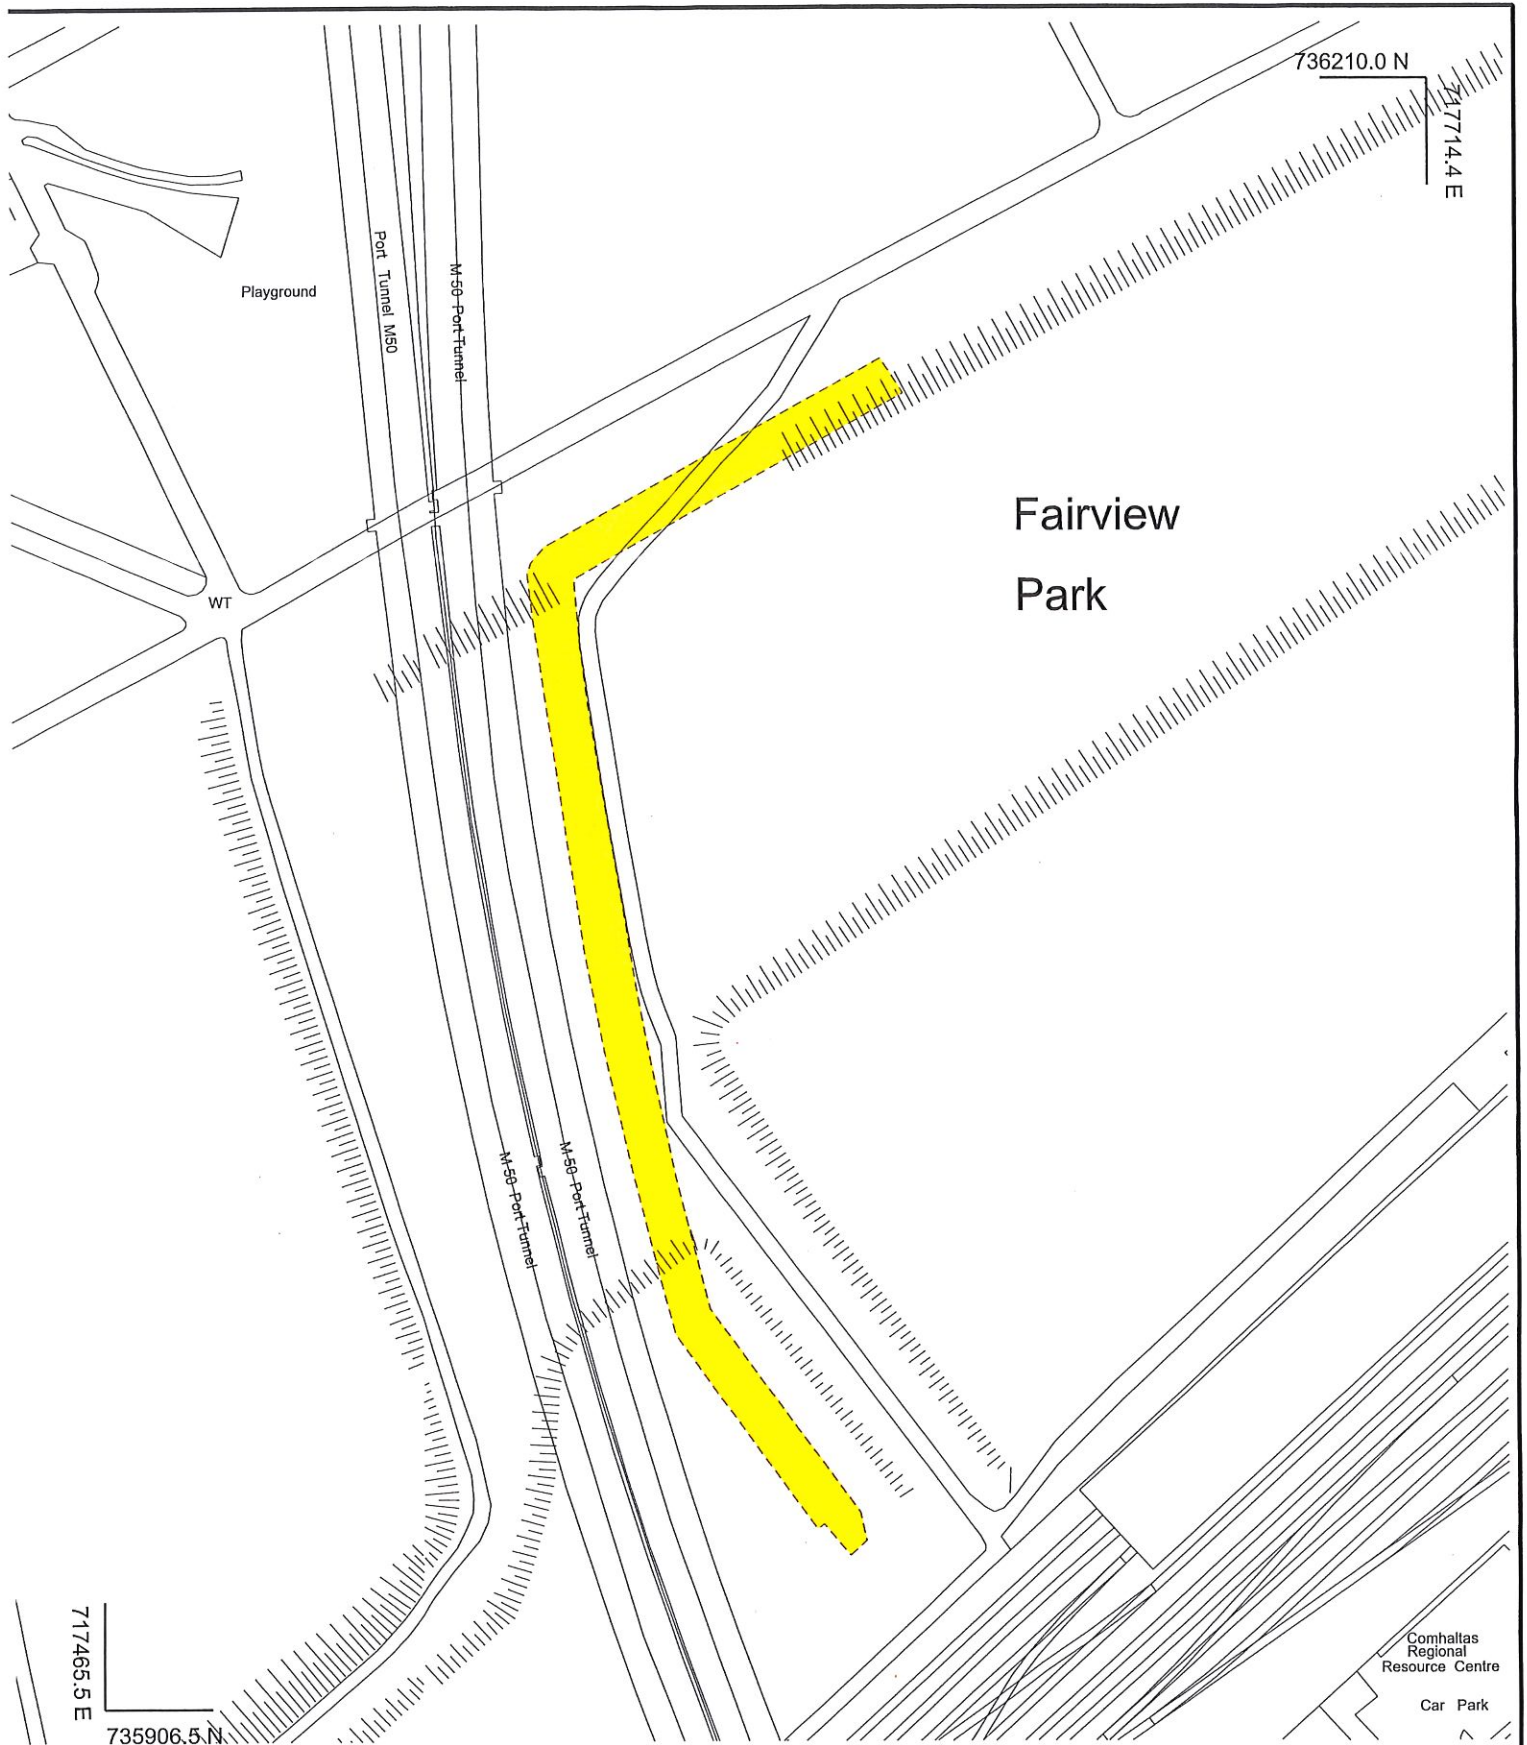 736210.0 N
717714.4 E
Port Tunnel M50
M 50 Port Tunnel
Playground
Fairview
Park
WT
M 50 Port Tunnel
M 50 Port Tunnel
717465.5 E
735906.5 N
Comhaltas
Regional
Resource Centre
Car Park